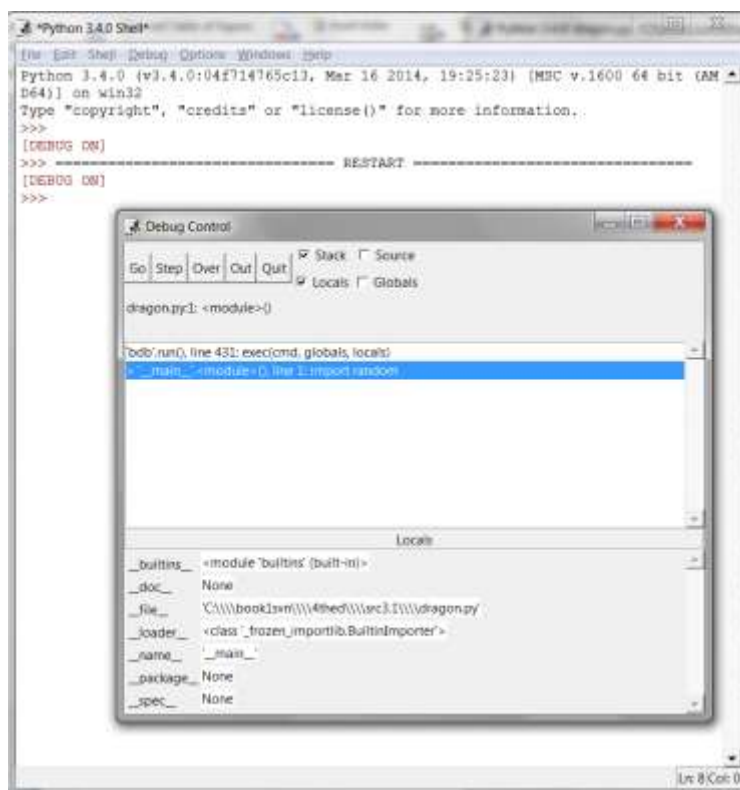 *Python 3.4.0 Shell*
File Edit Shell Debug Options Windows Help
Python 3.4.0 (v3.4.0:04f714765c13, Mar 16 2014, 19:25:23) [MSC v.1600 64 bit (AM
D64)] on win32
Type "copyright", "credits" or "license()" for more information.
>>>
[DEBUG ON]
>>> ================================ RESTART ================================
[DEBUG ON]
>>>
Debug Control
Go Step Over Out Quit
Stack Source
Locals Globals
dragon.py:1: <module>()
'bdb'.run(), line 431: exec(cmd, globals, locals)
> '__main__'.<module>(), line 1: import random
Locals
__builtins__ <module 'builtins' (built-in)>
__doc__ None
__file__ 'C:\\\\book1svn\\\\4thed\\\\src3.1\\\\dragon.py'
__loader__ <class '_frozen_importlib.BuiltinImporter'>
__name__ '__main__'
__package__ None
__spec__ None
Ln: 8 Col: 0